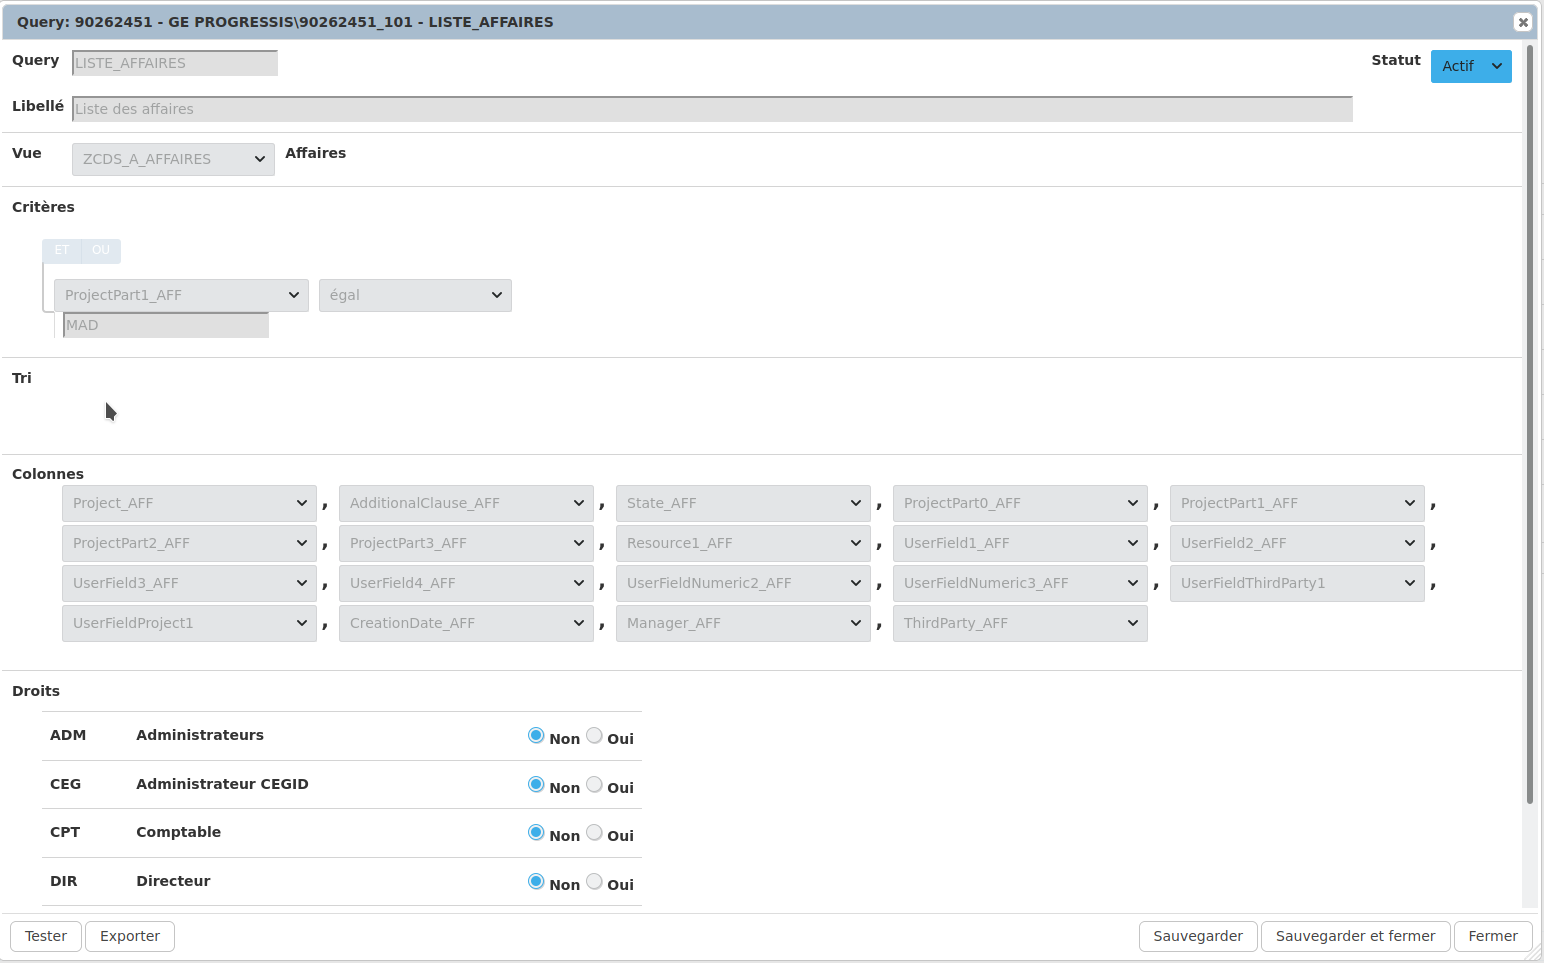 Query: 90262451 - GE PROGRESSIS\90262451_101 - LISTE_AFFAIRES
Query LISTE_AFFAIRES Statut Actif
Libellé Liste des affaires
Vue ZCDS_A_AFFAIRES Affaires
Critères
ET OU
ProjectPart1_AFF égal
MAD
Tri
Colonnes
Project_AFF , AdditionalClause_AFF , State_AFF , ProjectPart0_AFF , ProjectPart1_AFF ,
ProjectPart2_AFF , ProjectPart3_AFF , Resource1_AFF , UserField1_AFF , UserField2_AFF ,
UserField3_AFF , UserField4_AFF , UserFieldNumeric2_AFF , UserFieldNumeric3_AFF , UserFieldThirdParty1 ,
UserFieldProject1 , CreationDate_AFF , Manager_AFF , ThirdParty_AFF
Droits
ADM Administrateurs Non Oui
CEG Administrateur CEGID Non Oui
CPT Comptable Non Oui
DIR Directeur Non Oui
Tester Exporter Sauvegarder Sauvegarder et fermer Fermer